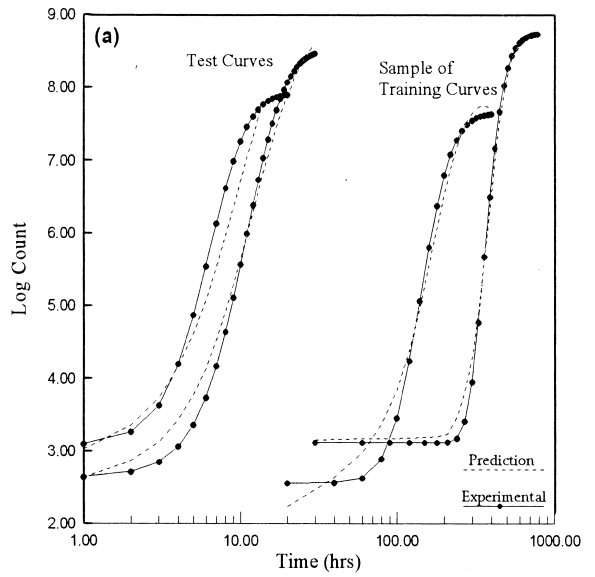 9.00
(a)
Test Curves
Sample of
Training Curves
8.00
7.00
6.00
Log Count
5.00
4.00
3.00
Prediction
Experimental
2.00
1.00
10.00
100.00
1000.00
Time (hrs)